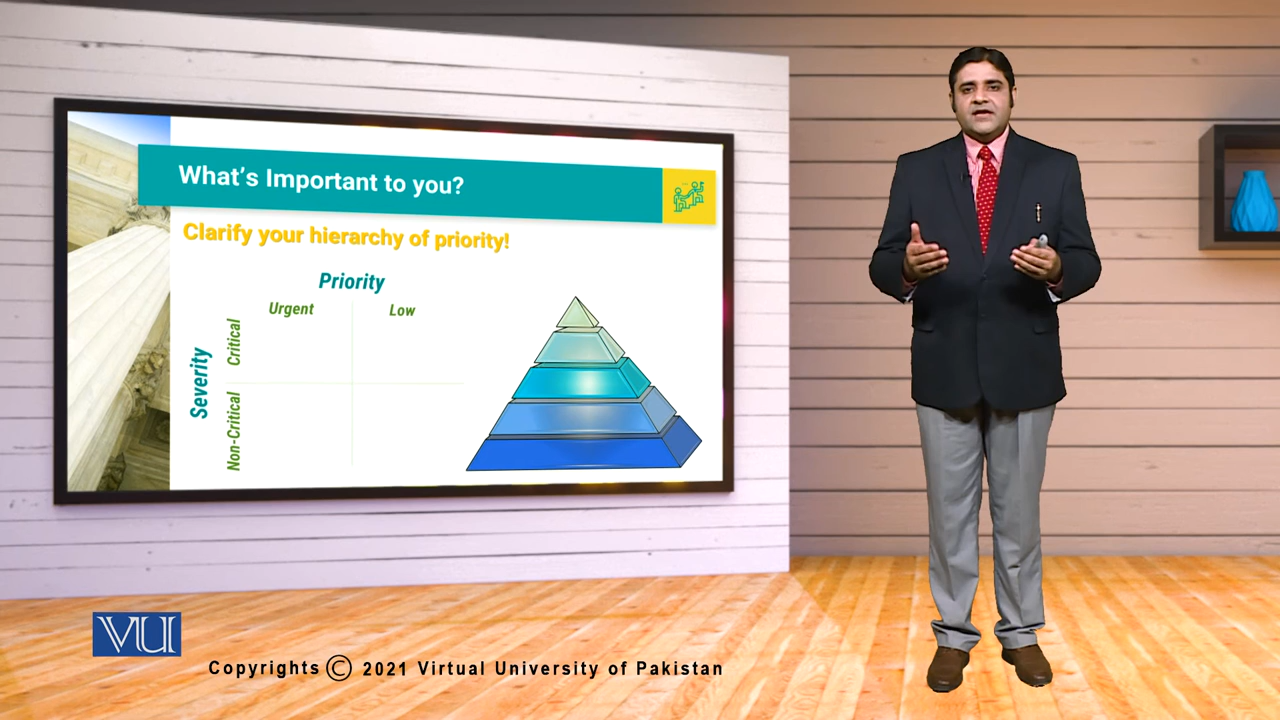 What's Important to you?
Clarify your hierarchy of priority!
Priority
Urgent
Low
Severity
Critical
Non-Critical
VU
Copyrights © 2021 Virtual University of Pakistan